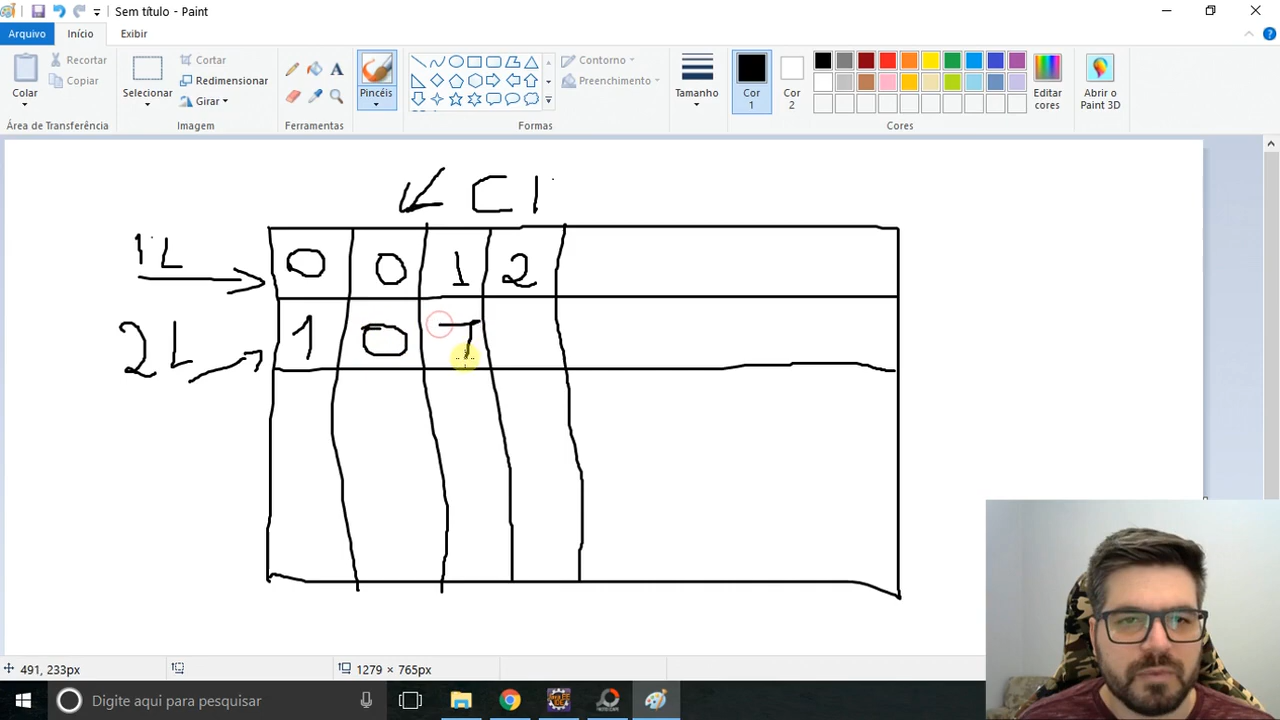 Sem título - Paint
Arquivo Início Exibir
Colar
Recortar
Copiar
Área de Transferência
Selecionar
Cortar
Redimensionar
Girar
Imagem
Ferramentas
Pincéis
Contorno
Preenchimento
Formas
Tamanho
Cor 1
Cor 2
Editar cores
Abrir o Paint 3D
Cores
C1
1L
0 0 1 2
2L
1 0
491, 233px
1279 × 765px
Digite aqui para pesquisar